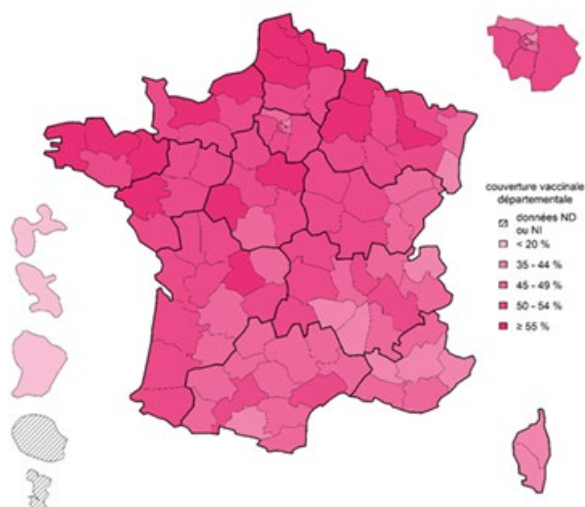 couverture vaccinale
départementale
données ND
ou NI
< 20 %
35 - 44 %
45 - 49 %
50 - 54 %
≥ 55 %